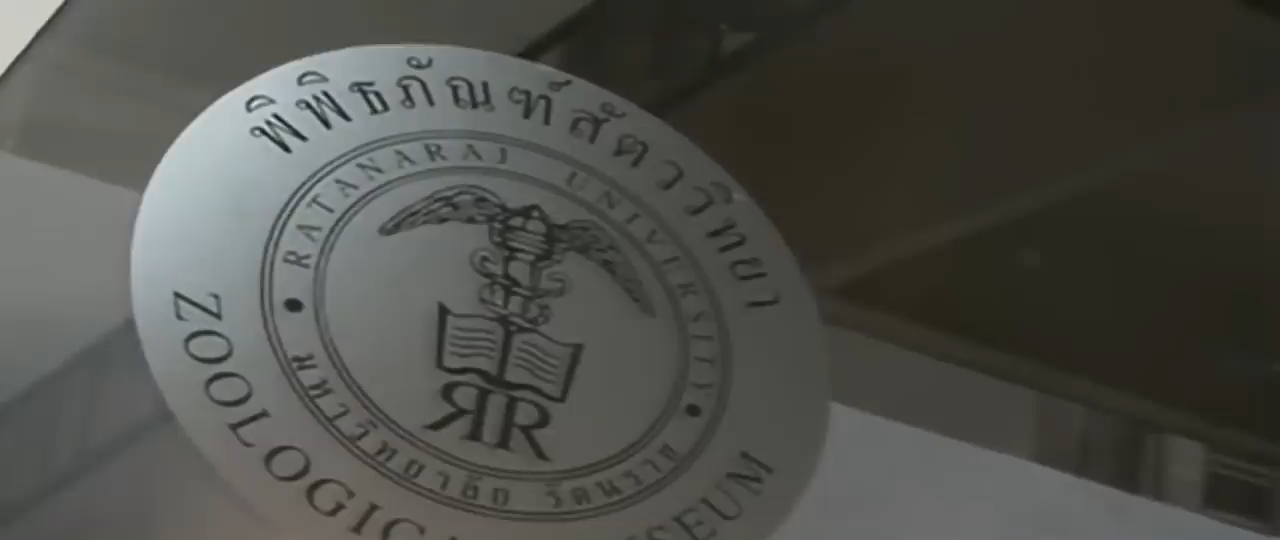 พิพิธภัณฑ์สัตววิทยา
RATANARAJ UNIVERSITY
RR
มหาวิทยาลัย รัตนราช
ZOOLOGICAL